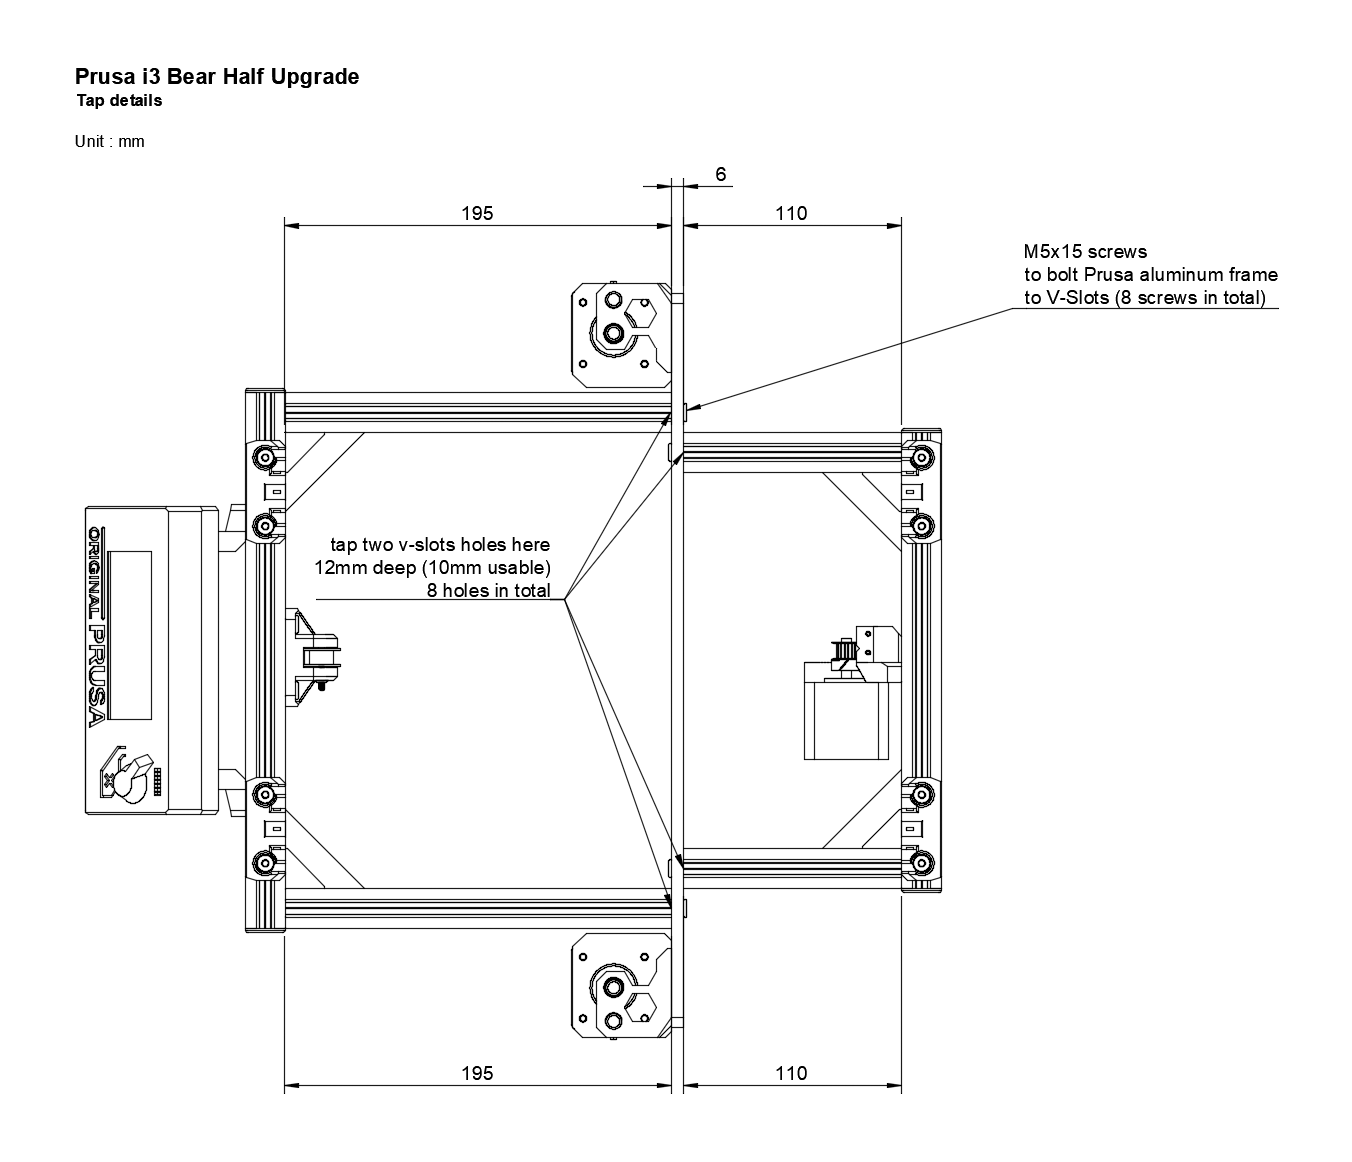 Prusa i3 Bear Half Upgrade
Tap details
Unit : mm
6
195
110
M5x15 screws
to bolt Prusa aluminum frame
to V-Slots (8 screws in total)
tap two v-slots holes here
12mm deep (10mm usable)
8 holes in total
ORIGINAL PRUSA
195
110